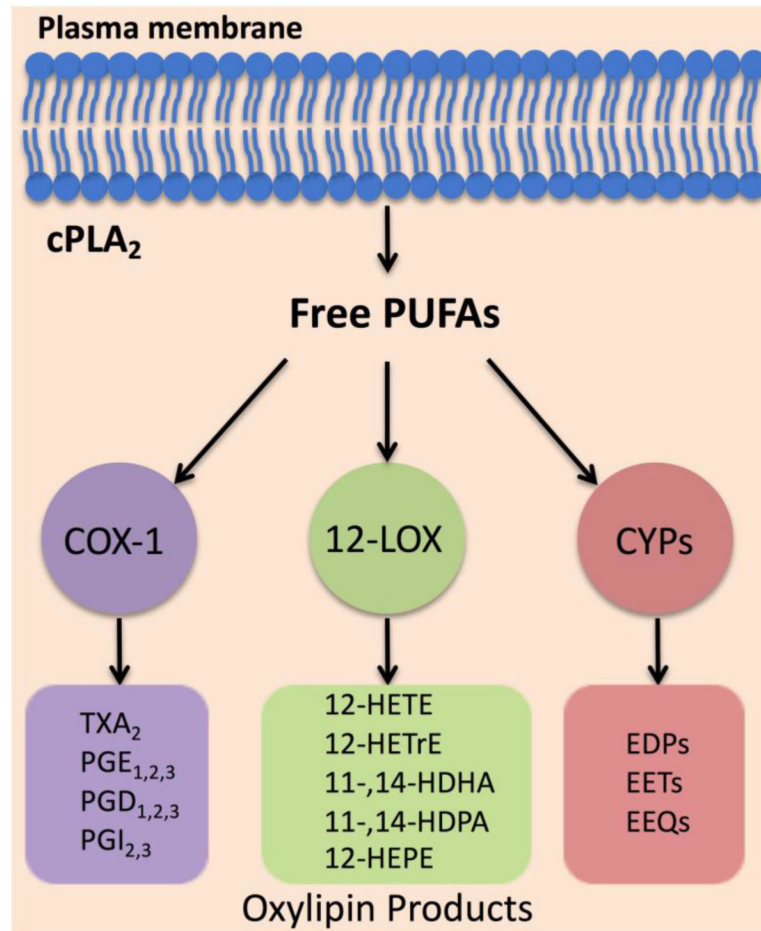 Plasma membrane
cPLA₂
Free PUFAs
COX-1
12-LOX
CYPs
TXA₂
PGE₁,₂,₃
PGD₁,₂,₃
PGI₂,₃
12-HETE
12-HETrE
11-,14-HDHA
11-,14-HDPA
12-HEPE
EDPs
EETs
EEQs
Oxylipin Products